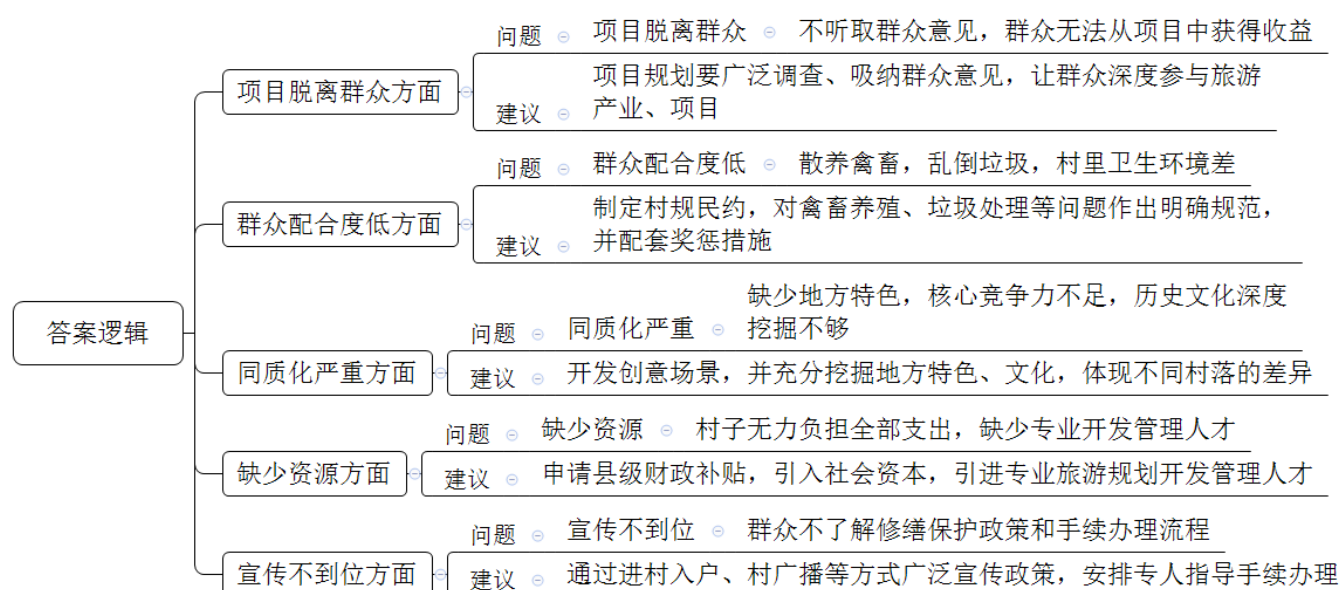 问题 项目脱离群众 不听取群众意见，群众无法从项目中获得收益
项目脱离群众方面
项目规划要广泛调查、吸纳群众意见，让群众深度参与旅游
建议 产业、项目
问题 群众配合度低 散养禽畜，乱倒垃圾，村里卫生环境差
群众配合度低方面
制定村规民约，对禽畜养殖、垃圾处理等问题作出明确规范，
建议 并配套奖惩措施
答案逻辑
缺少地方特色，核心竞争力不足，历史文化深度
问题 同质化严重 挖掘不够
同质化严重方面
建议 开发创意场景，并充分挖掘地方特色、文化，体现不同村落的差异
问题 缺少资源 村子无力负担全部支出，缺少专业开发管理人才
缺少资源方面
建议 申请县级财政补贴，引入社会资本，引进专业旅游规划开发管理人才
问题 宣传不到位 群众不了解修缮保护政策和手续办理流程
宣传不到位方面
建议 通过进村入户、村广播等方式广泛宣传政策，安排专人指导手续办理